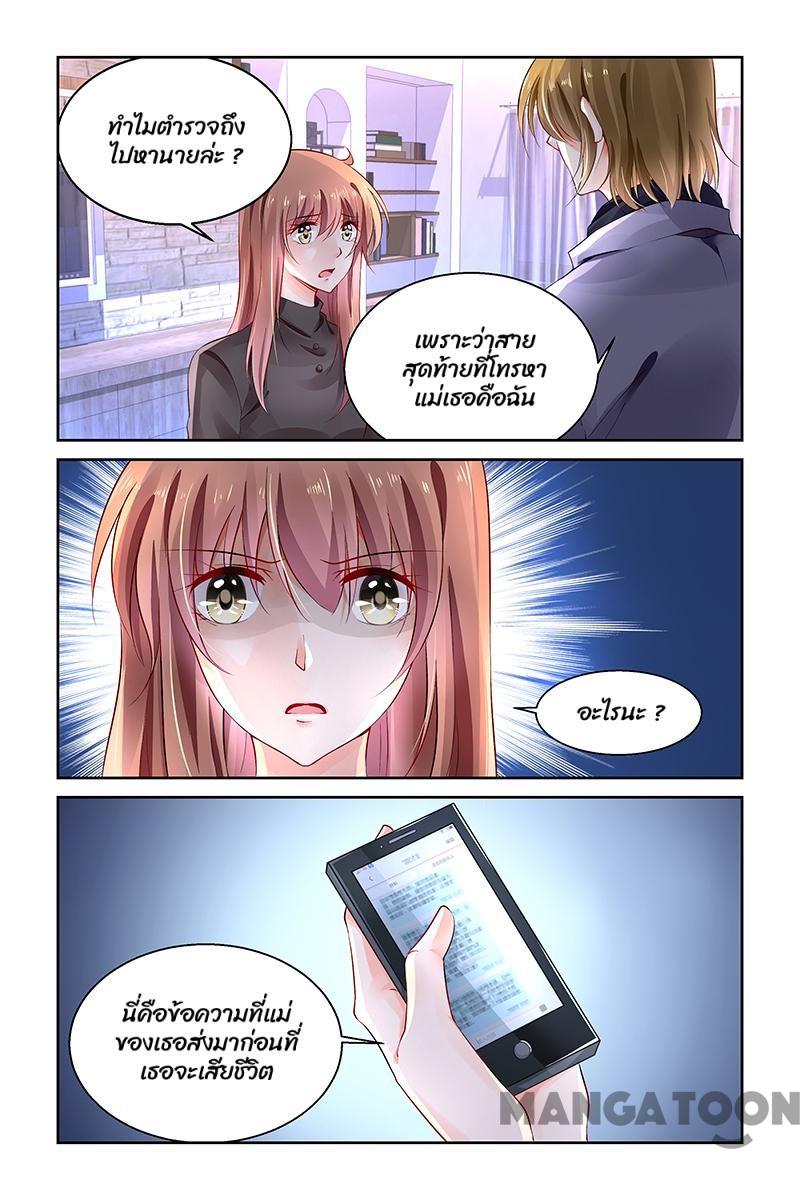 ทำไมตำรวจถึง
ไปหานายล่ะ ?
เพราะว่าสาย
สุดท้ายที่โทรหา
แม่เธอคือฉัน
อะไรนะ ?
นี่คือข้อความที่แม่
ของเธอส่งมาก่อนที่
เธอจะเสียชีวิต
MANGATOON